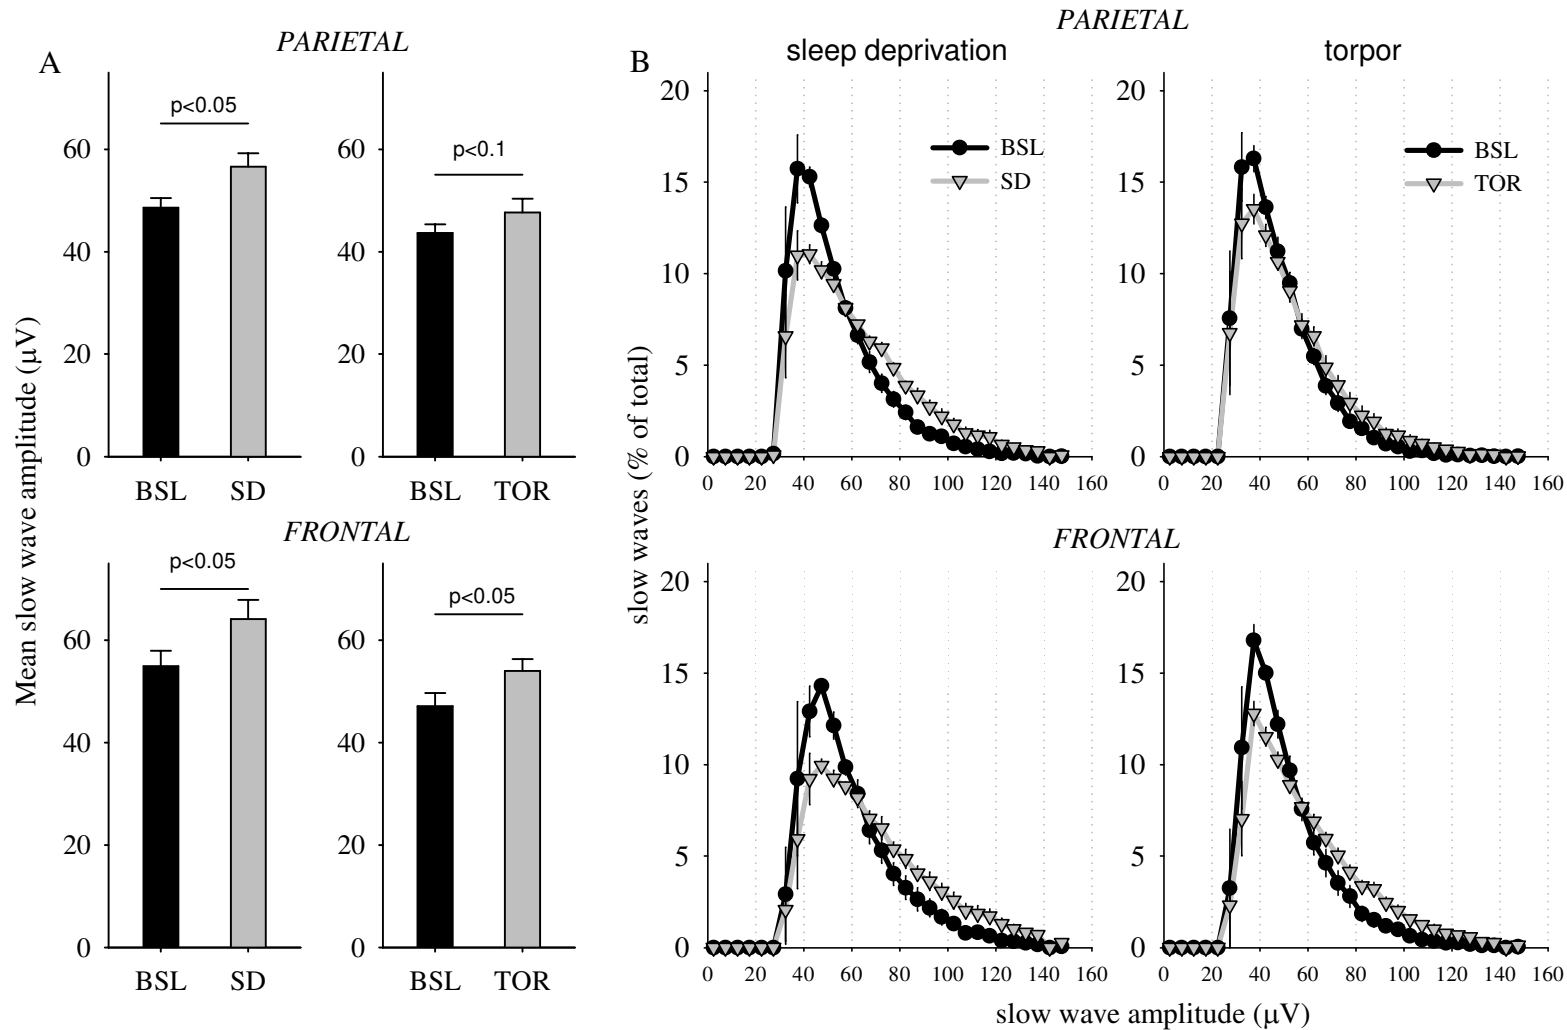 A
PARIETAL
Mean slow wave amplitude (μV)
p<0.05
60
40
20
0
BSL SD
p<0.1
60
40
20
0
BSL TOR
FRONTAL
p<0.05
60
40
20
0
BSL SD
p<0.05
60
40
20
0
BSL TOR
B
PARIETAL
slow waves (% of total)
sleep deprivation
20
15
10
5
0
BSL
SD
0 20 40 60 80 100 120 140 160
torpor
20
15
10
5
0
BSL
TOR
0 20 40 60 80 100 120 140 160
FRONTAL
20
15
10
5
0
0 20 40 60 80 100 120 140 160
20
15
10
5
0
0 20 40 60 80 100 120 140 160
slow wave amplitude (μV)